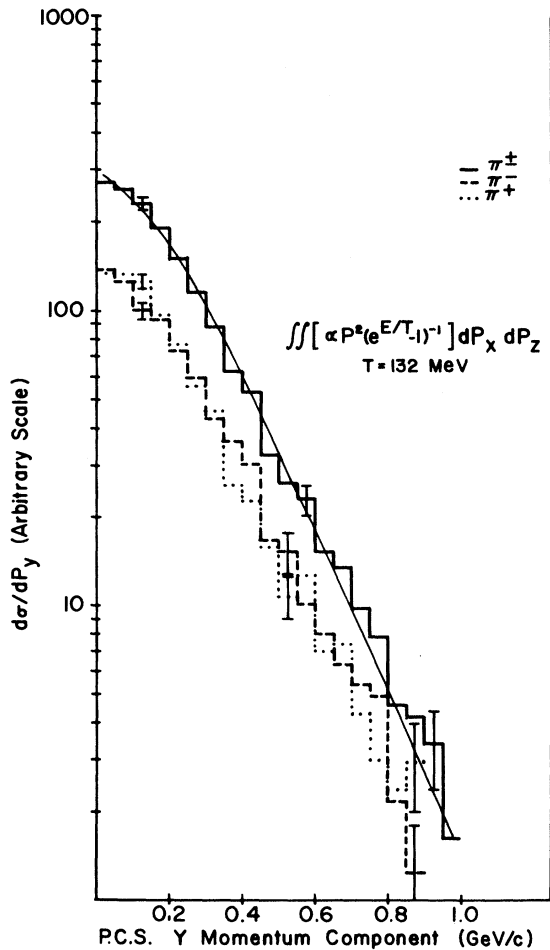 1000
100
10
dσ/dPy (Arbitrary Scale)
π±
π-
π+
∫∫[ ∝ P²(e^E/T-1)⁻¹ ] dPx dPz
T = 132 MeV
0.2 0.4 0.6 0.8 1.0
P.C.S. Y Momentum Component (GeV/c)